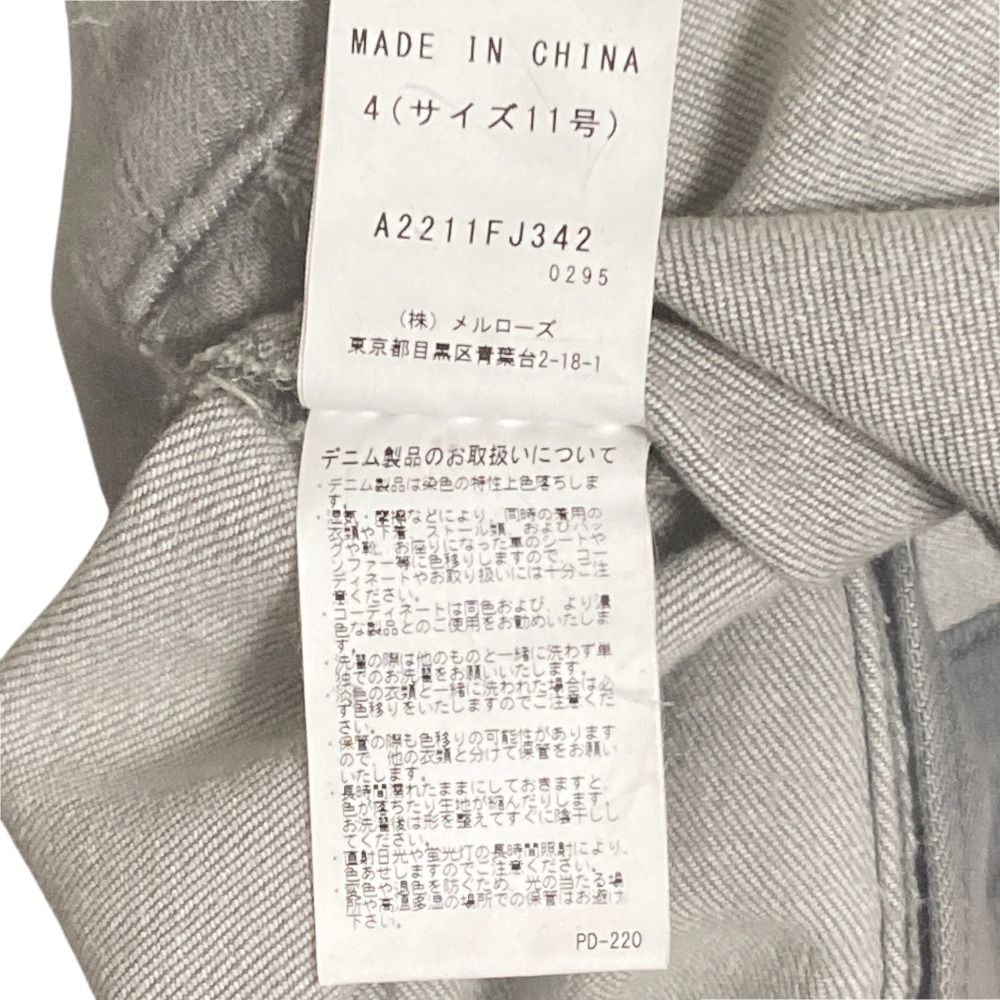 MADE IN CHINA
4(サイズ11号)
A2211FJ342
0295
(株) メルローズ
東京都目黒区青葉台2-18-1
デニム製品のお取扱いについて
・デニム製品は染色の特性上色落ちしま
す。
・湿気・摩擦などにより、同時の着用の
衣類や下着、ストール類、およびバッ
グや靴、お座りになった車のシートや
ソファー等に色移りしますので、コー
ディネートやお取り扱いには十分ご注
意ください。
・コーディネートは同色および、より濃
色な製品とのご使用をお勧めいたしま
す。
・洗濯の際は他のものと一緒に洗わず単
独でのお洗濯をお願いいたします。
淡色の衣類と一緒に洗われた場合は必
ず色移りをいたしますのでご注意くだ
さい。
・保管の際も色移りの可能性があります
ので、他の衣類と分けて保管をお願い
いたします。
・長時間濡れたままにしておきますと、
色が落ちたり生地が縮んだりします。
お洗濯後は形を整えてすぐに陰干しし
てください。
・直射日光や蛍光灯の長時間照射により、
色あせしますのでご注意ください。
・変色や退色を防ぐため、光の当たる場
所や高温多湿の場所での保管はお避け
下さい。
PD-220